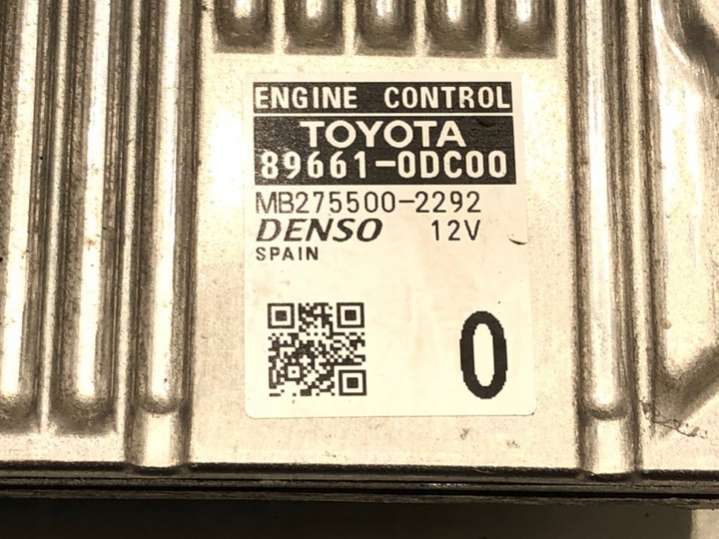 ENGINE CONTROL
TOYOTA
89661-0DC00
MB275500-2292
DENSO 12V
SPAIN
0